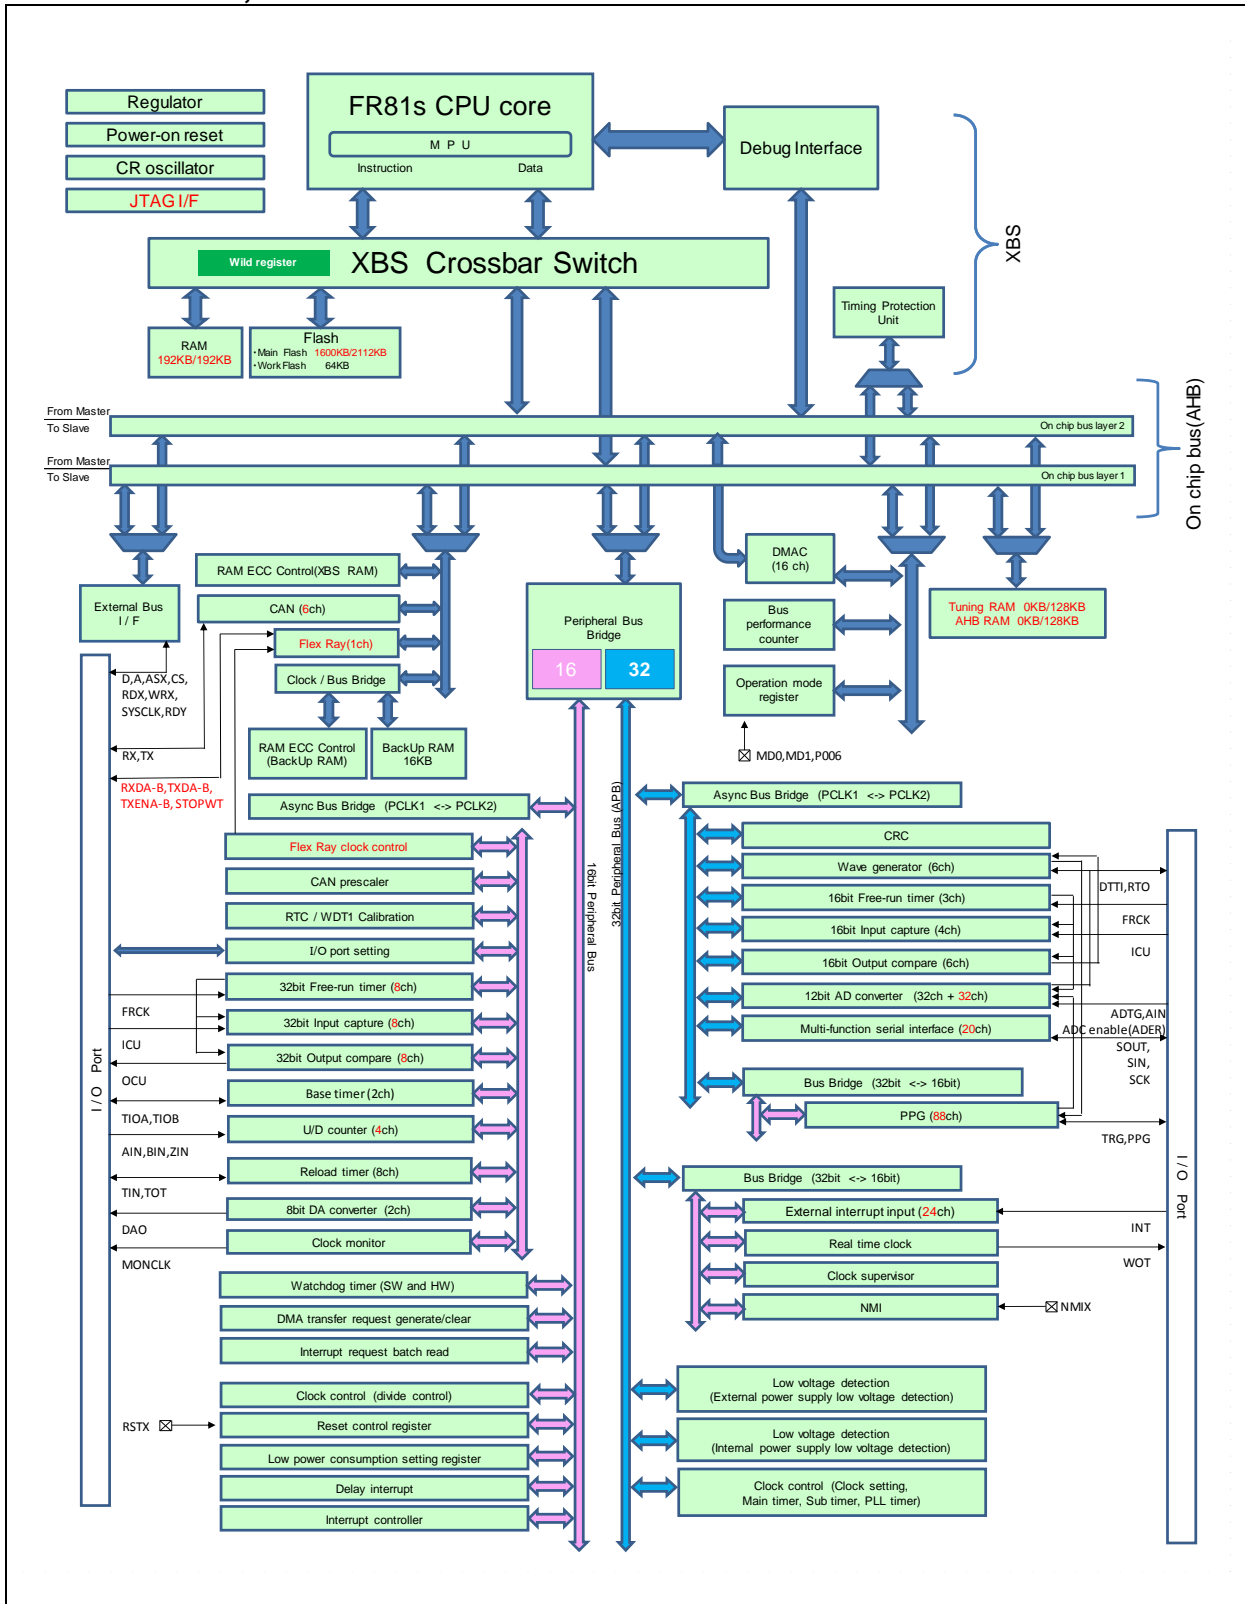 Regulator
Power-on reset
CR oscillator
JTAG I/F
FR81s CPU core
M P U
Instruction
Data
Debug Interface
XBS
Wild register
XBS Crossbar Switch
RAM
192KB/192KB
Flash
・Main Flash 1600KB/2112KB
・WorkFlash 64KB
Timing Protection
Unit
From Master
To Slave
On chip bus layer 2
From Master
To Slave
On chip bus layer 1
On chip bus(AHB)
External Bus
I / F
RAM ECC Control(XBS RAM)
CAN (6ch)
Flex Ray(1ch)
Clock / Bus Bridge
RAM ECC Control
(BackUp RAM)
BackUp RAM
16KB
Peripheral Bus
Bridge
16
32
DMAC
(16 ch)
Bus
performance
counter
Operation mode
register
MD0,MD1,P006
Tuning RAM 0KB/128KB
AHB RAM 0KB/128KB
D,A,ASX,CS,
RDX,WRX,
SYSCLK,RDY
RX,TX
RXDA-B,TXDA-B,
TXENA-B, STOPWT
I / O Port
16bit Peripheral Bus
32bit Peripheral Bus (APB)
Async Bus Bridge (PCLK1 <-> PCLK2)
Flex Ray clock control
CAN prescaler
RTC / WDT1 Calibration
I/O port setting
32bit Free-run timer (8ch)
FRCK
32bit Input capture (8ch)
ICU
32bit Output compare (8ch)
OCU
Base timer (2ch)
TIOA,TIOB
U/D counter (4ch)
AIN,BIN,ZIN
Reload timer (8ch)
TIN,TOT
8bit DA converter (2ch)
DAO
Clock monitor
MONCLK
Watchdog timer (SW and HW)
DMA transfer request generate/clear
Interrupt request batch read
Clock control (divide control)
RSTX
Reset control register
Low power consumption setting register
Delay interrupt
Interrupt controller
Async Bus Bridge (PCLK1 <-> PCLK2)
CRC
Wave generator (6ch)
DTTI,RTO
16bit Free-run timer (3ch)
FRCK
16bit Input capture (4ch)
ICU
16bit Output compare (6ch)
12bit AD converter (32ch + 32ch)
ADTG,AIN
ADC enable(ADER)
Multi-function serial interface (20ch)
SOUT,
SIN,
SCK
Bus Bridge (32bit <-> 16bit)
PPG (88ch)
TRG,PPG
I / O Port
Bus Bridge (32bit <-> 16bit)
External interrupt input (24ch)
INT
Real time clock
WOT
Clock supervisor
NMI
NMIX
Low voltage detection
(External power supply low voltage detection)
Low voltage detection
(Internal power supply low voltage detection)
Clock control (Clock setting,
Main timer, Sub timer, PLL timer)